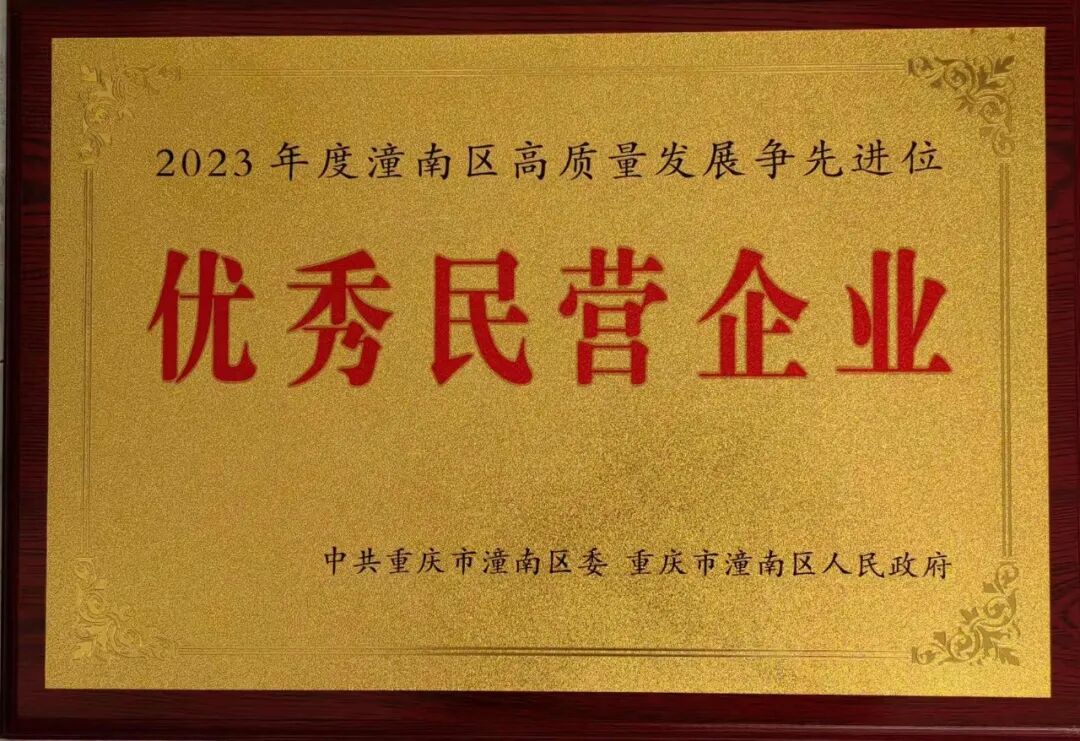 2023年度潼南区高质量发展争先进位
优秀民营企业
中共重庆市潼南区委 重庆市潼南区人民政府